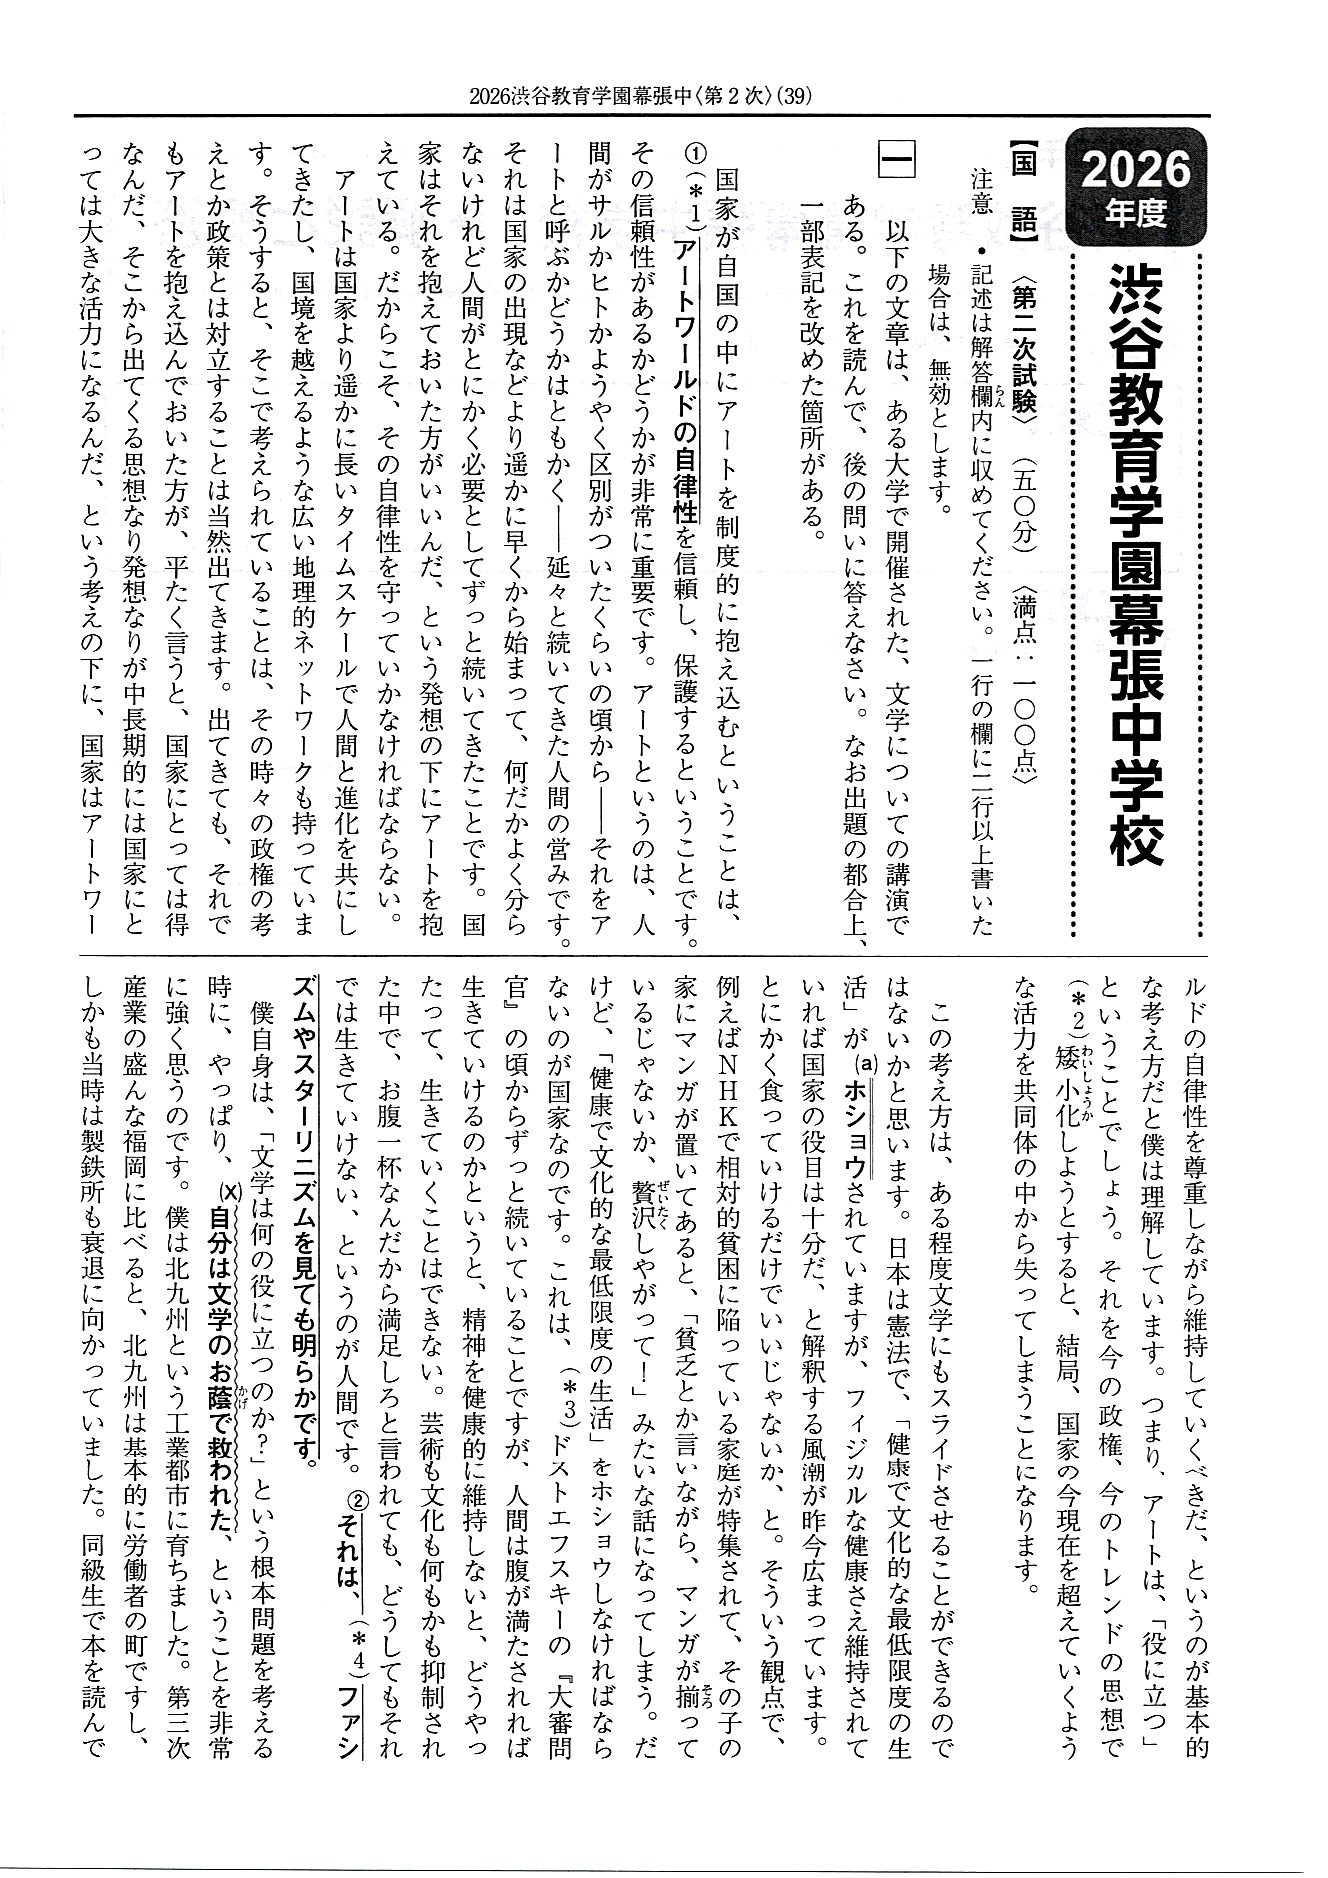 2026渋谷教育学園幕張中〈第2次〉(39)
2026年度
渋谷教育学園幕張中学校
【国　語】〈第二次試験〉（五〇分）〈満点：一〇〇点〉
注意　・記述は解答欄内に収めてください。一行の欄に二行以上書いた
場合は、無効とします。
一　以下の文章は、ある大学で開催された、文学についての講演で
ある。これを読んで、後の問いに答えなさい。なお出題の都合上、
一部表記を改めた箇所がある。
国家が自国の中にアートを制度的に抱え込むということは、
①(＊1)アートワールドの自律性を信頼し、保護するということです。
その信頼性があるかどうかが非常に重要です。アートというのは、人
間がサルかヒトかようやく区別がついたくらいの頃から――それをア
ートと呼ぶかどうかはともかく――延々と続いてきた人間の営みです。
それは国家の出現などより遥かに早くから始まって、何だかよく分ら
ないけれど人間がとにかく必要としてずっと続いてきたことです。国
家はそれを抱えておいた方がいいんだ、という発想の下にアートを抱
えている。だからこそ、その自律性を守っていかなければならない。
アートは国家より遥かに長いタイムスケールで人間と進化を共にし
てきたし、国境を越えるような広い地理的ネットワークも持っていま
す。そうすると、そこで考えられていることは、その時々の政権の考
えとか政策とは対立することは当然出てきます。出てきても、それで
もアートを抱え込んでおいた方が、平たく言うと、国家にとっては得
なんだ、そこから出てくる思想なり発想なりが中長期的には国家にと
っては大きな活力になるんだ、という考えの下に、国家はアートワー
ルドの自律性を尊重しながら維持していくべきだ、というのが基本的
な考え方だと僕は理解しています。つまり、アートは、「役に立つ」
ということでしょう。それを今の政権、今のトレンドの思想で
(＊2)矮小化しようとすると、結局、国家の今現在を超えていくよう
な活力を共同体の中から失ってしまうことになります。
この考え方は、ある程度文学にもスライドさせることができるので
はないかと思います。日本は憲法で、「健康で文化的な最低限度の生
活」が(a)ホショウされていますが、フィジカルな健康さえ維持されて
いれば国家の役目は十分だ、と解釈する風潮が昨今広まっています。
とにかく食っていけるだけでいいじゃないか、と。そういう観点で、
例えばＮＨＫで相対的貧困に陥っている家庭が特集されて、その子の
家にマンガが置いてあると、「貧乏とか言いながら、マンガが揃って
いるじゃないか、贅沢しやがって！」みたいな話になってしまう。だ
けど、「健康で文化的な最低限度の生活」をホショウしなければなら
ないのが国家なのです。これは、(＊3)ドストエフスキーの『大審問
官』の頃からずっと続いていることですが、人間は腹が満たされれば
生きていけるのかというと、精神を健康的に維持しないと、どうやっ
たって、生きていくことはできない。芸術も文化も何もかも抑制され
た中で、お腹一杯なんだから満足しろと言われても、どうしてもそれ
では生きていけない、というのが人間です。②それは、(＊4)ファシ
ズムやスターリニズムを見ても明らかです。
僕自身は、「文学は何の役に立つのか？」という根本問題を考える
時に、やっぱり、(X)自分は文学のお蔭で救われた、ということを非常
に強く思うのです。僕は北九州という工業都市に育ちました。第三次
産業の盛んな福岡に比べると、北九州は基本的に労働者の町ですし、
しかも当時は製鉄所も衰退に向かっていました。同級生で本を読んで